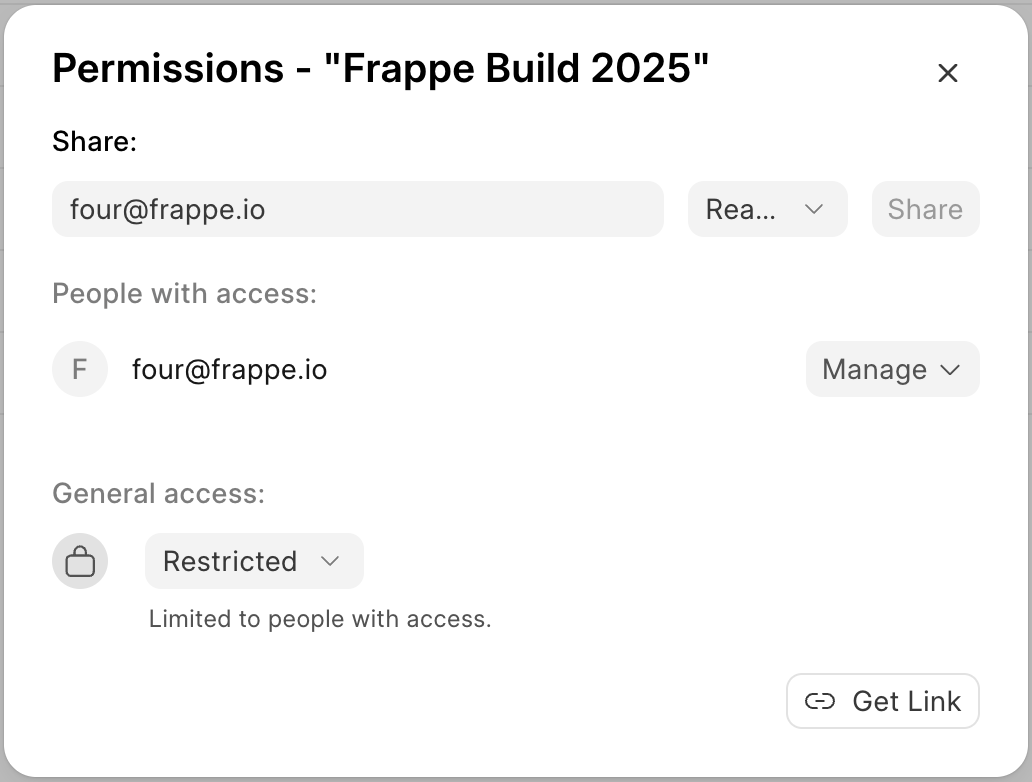 Permissions - "Frappe Build 2025"
Share:
four@frappe.io Rea... Share
People with access:
F four@frappe.io Manage
General access:
Restricted
Limited to people with access.
Get Link